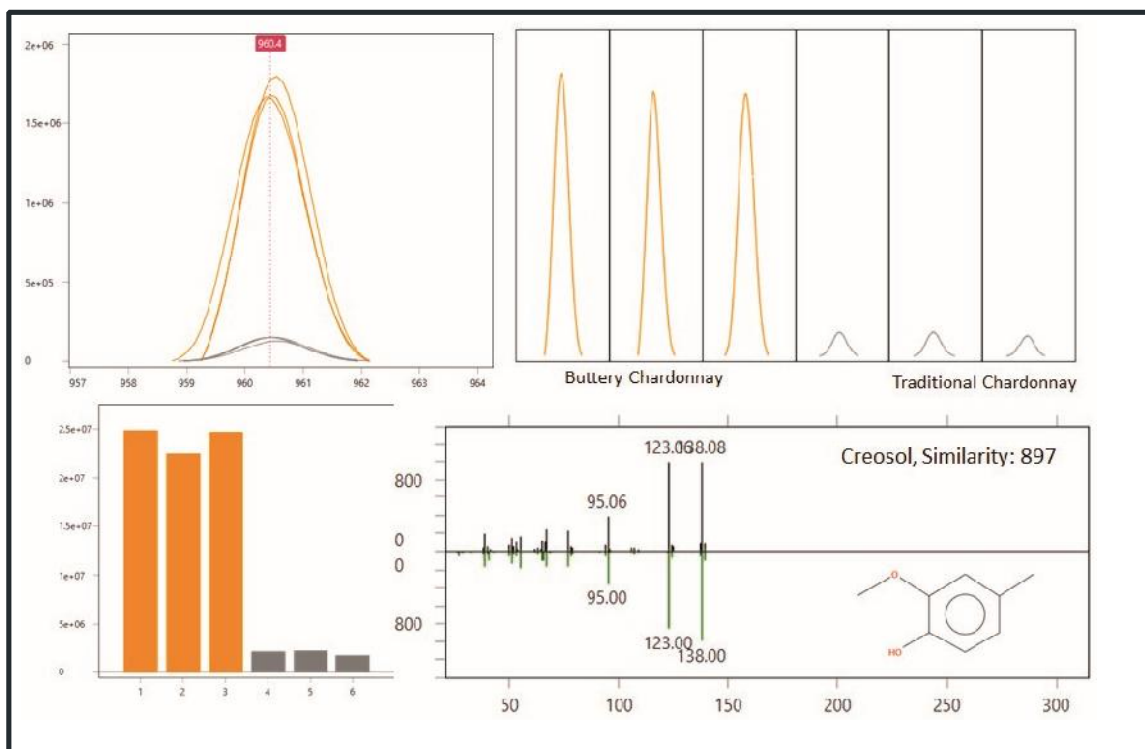 960.4
2e+06
1.5e+06
1e+06
5e+05
0
957 958 959 960 961 962 963 964
Buttery Chardonnay
Traditional Chardonnay
2.5e+07
2e+07
1.5e+07
1e+07
5e+06
0
1 2 3 4 5 6
Creosol, Similarity: 897
800
0
0
800
123.06
138.08
95.06
95.00
123.00
138.00
O
HO
50 100 150 200 250 300